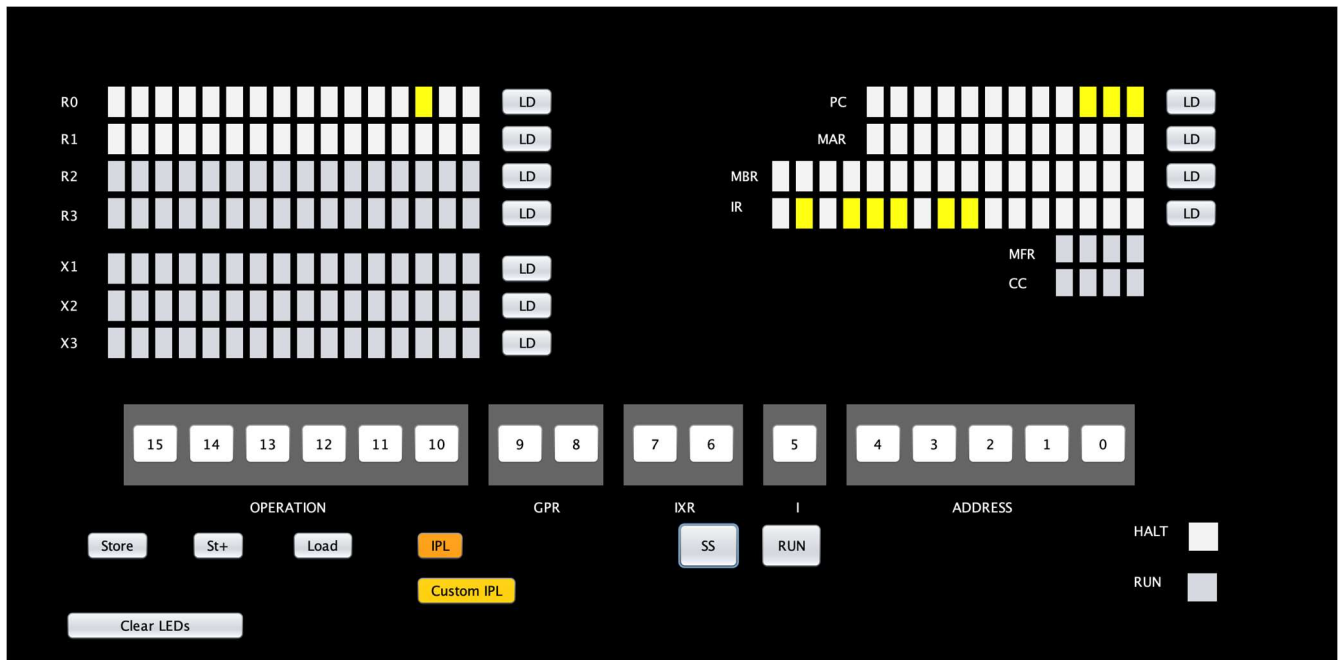 R0 LD PC LD
R1 LD MAR LD
R2 LD MBR LD
R3 LD IR LD
MFR
X1 LD CC
X2 LD
X3 LD
15 14 13 12 11 10 9 8 7 6 5 4 3 2 1 0
OPERATION GPR IXR I ADDRESS
Store St+ Load IPL SS RUN HALT
Custom IPL RUN
Clear LEDs